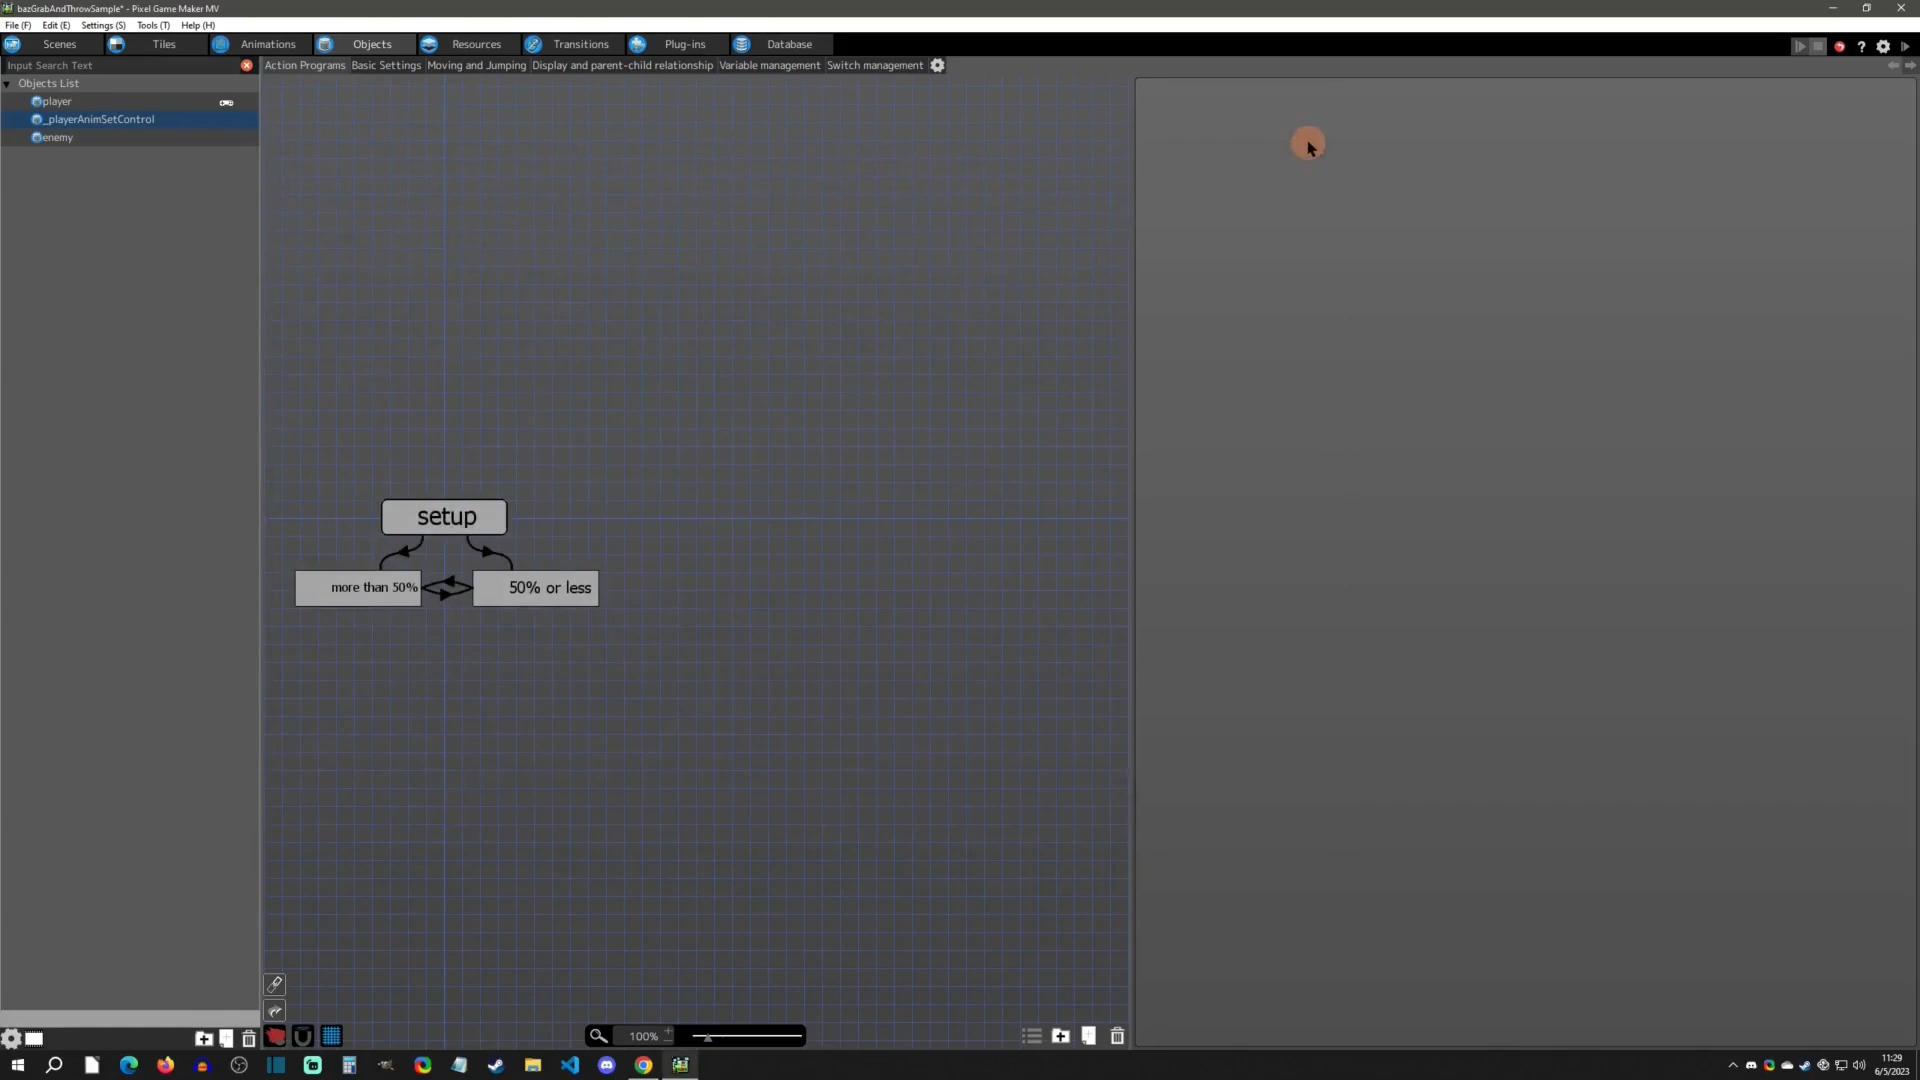 bazGrabAndThrowSample* - Pixel Game Maker MV
File (F) Edit (E) Settings (S) Tools (T) Help (H)
Scenes Tiles Animations Objects Resources Transitions Plug-ins Database
Input Search Text
Action Programs Basic Settings Moving and Jumping Display and parent-child relationship Variable management Switch management
Objects List
player
_playerAnimSetControl
enemy
setup
more than 50%
50% or less
100%
11:29
6/5/2023